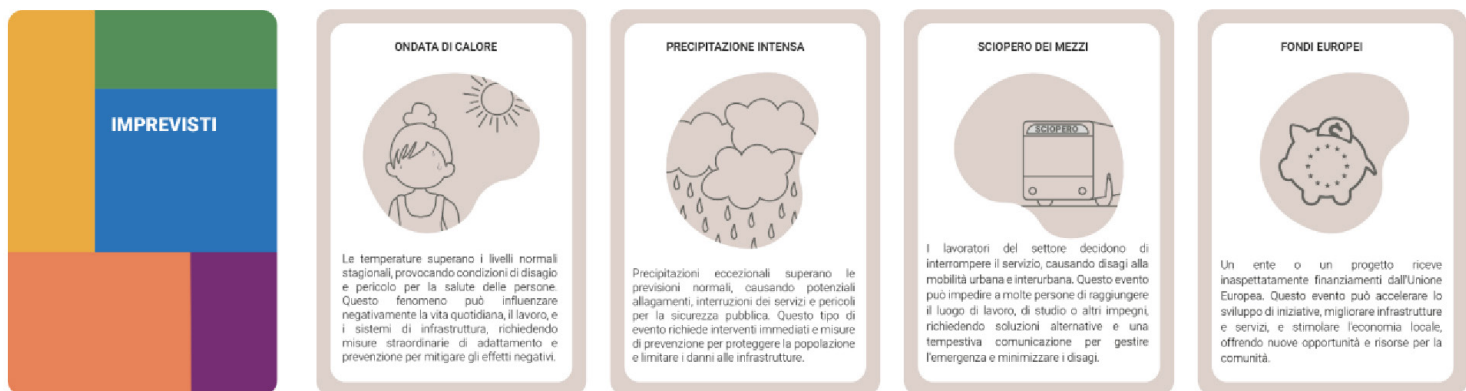 IMPREVISTI
ONDATA DI CALORE
Le temperature superano i livelli normali
stagionali, provocando condizioni di disagio
e pericolo per la salute delle persone.
Questo fenomeno può influenzare
negativamente la vita quotidiana, il lavoro, e
i sistemi di infrastruttura, richiedendo
misure straordinarie di adattamento e
prevenzione per mitigare gli effetti negativi.
PRECIPITAZIONE INTENSA
Precipitazioni eccezionali superano le
previsioni normali, causando potenziali
allagamenti, interruzioni dei servizi e pericoli
per la sicurezza pubblica. Questo tipo di
evento richiede interventi immediati e misure
di prevenzione per proteggere la popolazione
e limitare i danni alle infrastrutture.
SCIOPERO DEI MEZZI
SCIOPERO
I lavoratori del settore decidono di
interrompere il servizio, causando disagi alla
mobilità urbana e interurbana. Questo evento
può impedire a molte persone di raggiungere
il luogo di lavoro, di studio o altri impegni,
richiedendo soluzioni alternative e una
tempestiva comunicazione per gestire
l'emergenza e minimizzare i disagi.
FONDI EUROPEI
Un ente o un progetto riceve
inaspettatamente finanziamenti dall'Unione
Europea. Questo evento può accelerare lo
sviluppo di iniziative, migliorare infrastrutture
e servizi, e stimolare l'economia locale,
offrendo nuove opportunità e risorse per la
comunità.